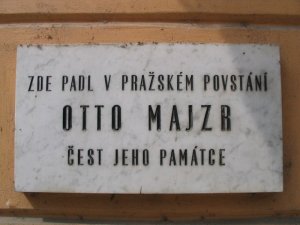 ZDE PADL V PRAŽSKÉM POVSTÁNÍ
OTTO MAJZR
ČEST JEHO PAMÁTCE